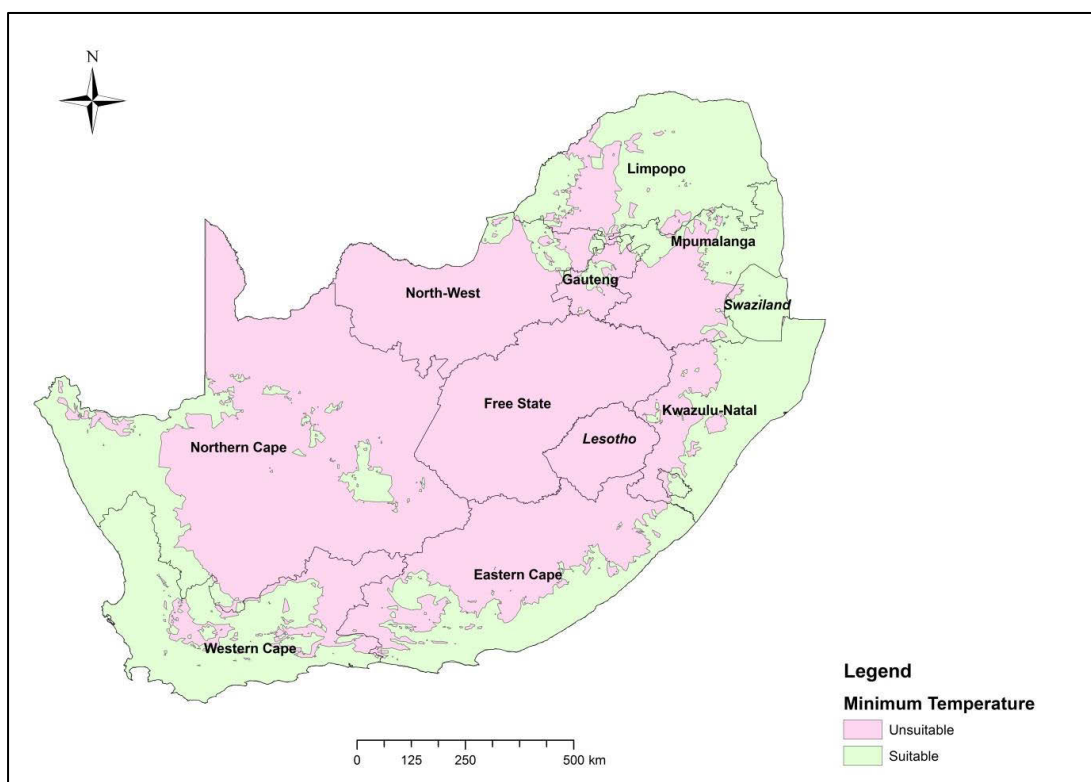 N
Limpopo
Mpumalanga
Gauteng
North-West
Swaziland
Free State
Kwazulu-Natal
Lesotho
Northern Cape
Eastern Cape
Western Cape
Legend
Minimum Temperature
Unsuitable
Suitable
0 125 250 500 km